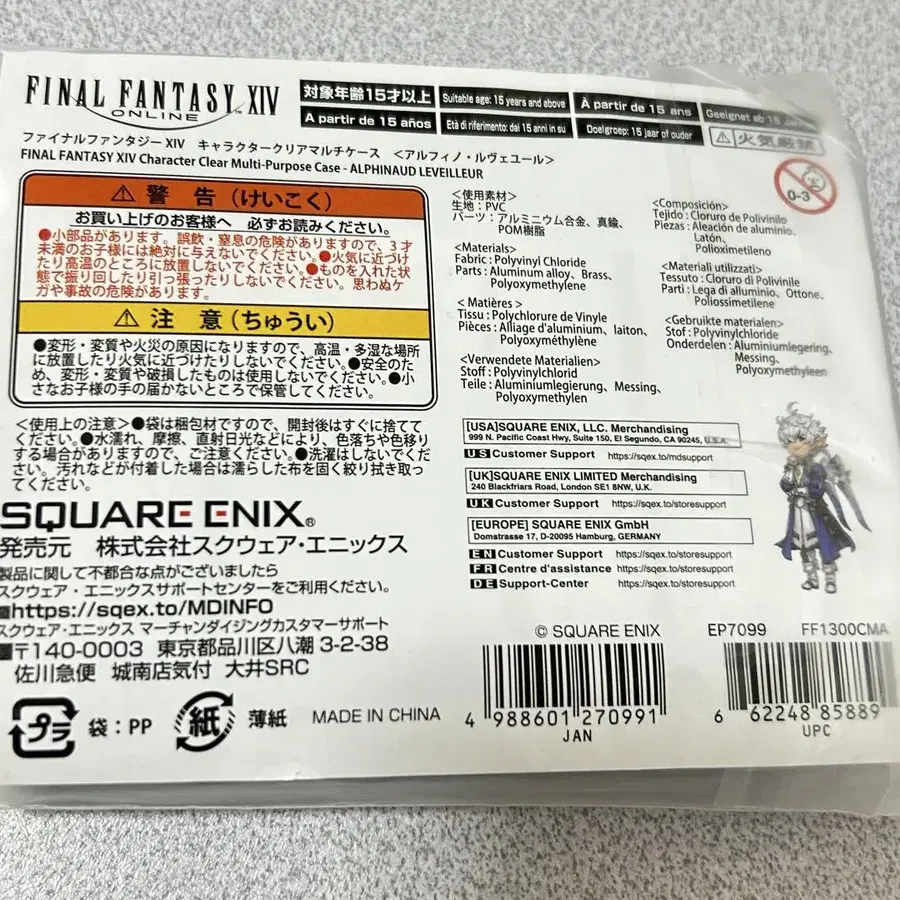 FINAL FANTASY XIV
ONLINE
対象年齢15才以上
Suitable age: 15 years and above
À partir de 15 ans
Geeignet ab 15
A partir de 15 años
Età di riferimento: dai 15 anni in su
Doelgroep: 15 jaar of ouder
火気厳禁
0-3
ファイナルファンタジー XIV キャラクタークリアマルチケース <アルフィノ・ルヴェユール>
FINAL FANTASY XIV Character Clear Multi-Purpose Case - ALPHINAUD LEVEILLEUR
警 告(けいこく)
お買い上げのお客様へ 必ずお読みください。
●小部品があります。誤飲・窒息の危険がありますので、3才
未満のお子様には絶対に与えないでください。●火気に近づけ
たり高温のところに放置しないでください。●ものを入れた状
態で振り回したり引っ張ったりしないでください。思わぬケ
ガや事故の危険があります。
注 意(ちゅうい)
●変形・変質や火災の原因になりますので、高温・多湿な場所
に放置したり火気に近づけたりしないでください。●安全のた
め、変形・変質や破損したものは使用しないでください。●小
さなお子様の手の届かないところで保管してください。
<使用上の注意>●袋は梱包材ですので、開封後はすぐに捨てて
ください。●水濡れ、摩擦、直射日光などにより、色落ちや色移り
する場合がありますので、ご注意ください。●洗濯はしないでくだ
さい。汚れなどが付着した場合は濡らした布を固く絞り拭き取っ
てください。
SQUARE ENIX®
発売元 株式会社スクウェア・エニックス
製品に関して不都合な点がございましたら
スクウェア・エニックスサポートセンターをご利用ください。
■https://sqex.to/MDINFO
スクウェア・エニックス マーチャンダイジングカスタマーサポート
■〒140-0003 東京都品川区八潮 3-2-38
佐川急便 城南店気付 大井SRC
プラ
袋:PP
紙
薄紙
MADE IN CHINA
<使用素材>
生地:PVC
パーツ:アルミニウム合金、真鍮、
POM樹脂
<Materials>
Fabric : Polyvinyl Chloride
Parts : Aluminum alloy, Brass,
Polyoxymethylene
<Matières >
Tissu : Polychlorure de Vinyle
Pièces : Alliage d'aluminium, laiton,
Polyoxyméthylène
<Verwendete Materialien>
Stoff : Polyvinylchlorid
Teile : Aluminiumlegierung, Messing,
Polyoxymethylen
<Composición>
Tejido : Cloruro de Polivinilo
Piezas : Aleación de aluminio,
Latón,
Polioximetileno
<Materiali utilizzati>
Tessuto : Cloruro di Polivinile
Parti : Lega di alluminio, Ottone,
Poliossimetilene
<Gebruikte materialen>
Stof : Polyvinylchloride
Onderdelen : Aluminiumlegering,
Messing,
Polyoxymethyleen
[USA]SQUARE ENIX, LLC. Merchandising
999 N. Pacific Coast Hwy, Suite 150, El Segundo, CA 90245, U.S.A.
US Customer Support https://sqex.to/mdsupport
[UK]SQUARE ENIX LIMITED Merchandising
240 Blackfriars Road, London SE1 8NW, U.K.
UK Customer Support https://sqex.to/storesupport
[EUROPE] SQUARE ENIX GmbH
Domstrasse 17, D-20095 Hamburg, GERMANY
EN Customer Support https://sqex.to/storesupport
FR Centre d'assistance https://sqex.to/storesupport
DE Support-Center https://sqex.to/storesupport
© SQUARE ENIX
EP7099 FF1300CMA
4 988601 270991
JAN
6 62248 85889
UPC